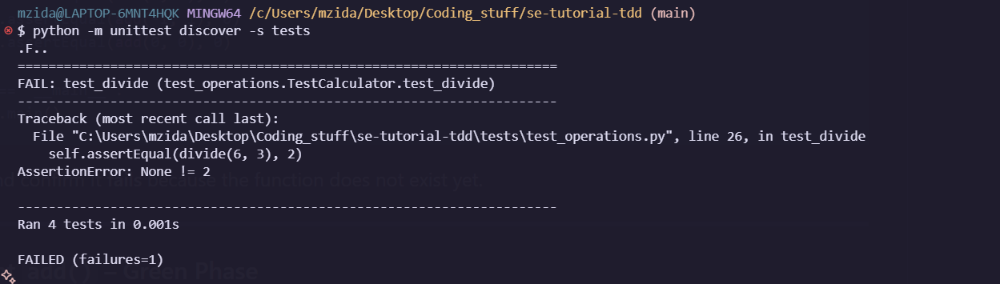 mzida@LAPTOP-6MNT4HQK MINGW64 /c/Users/mzida/Desktop/Coding_stuff/se-tutorial-tdd (main)
$ python -m unittest discover -s tests
.F..
======================================================================
FAIL: test_divide (test_operations.TestCalculator.test_divide)
----------------------------------------------------------------------
Traceback (most recent call last):
  File "C:\Users\mzida\Desktop\Coding_stuff\se-tutorial-tdd\tests\test_operations.py", line 26, in test_divide
    self.assertEqual(divide(6, 3), 2)
AssertionError: None != 2
nd confirm it fails because the function does not exist yet.
----------------------------------------------------------------------
Ran 4 tests in 0.001s

FAILED (failures=1)
add() – Green Phase